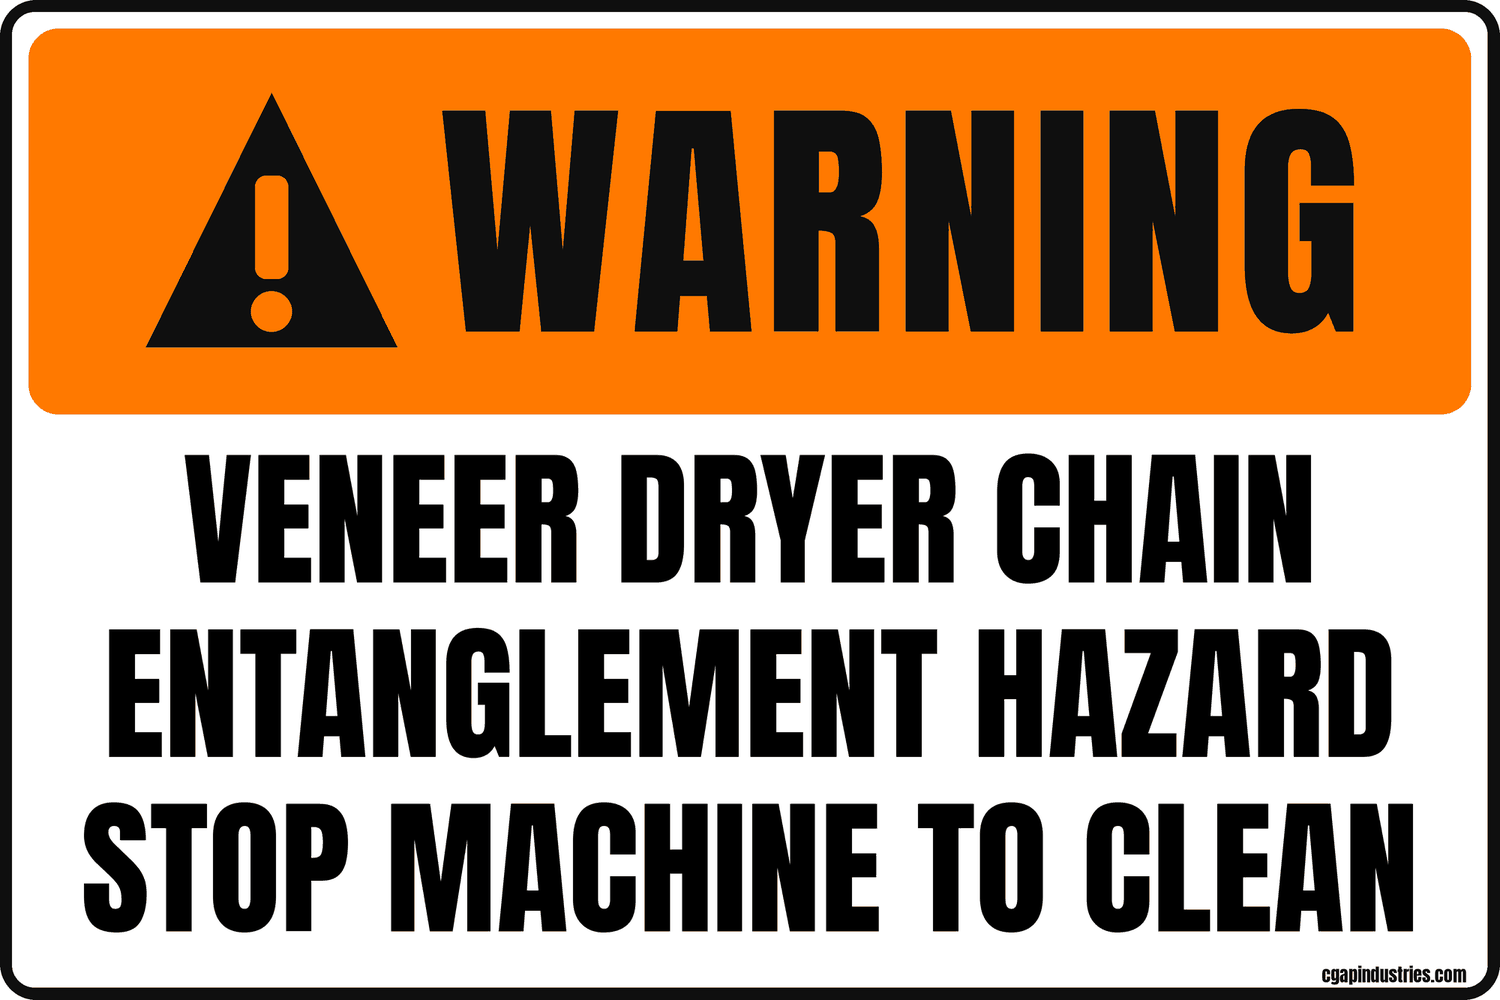 WARNING
VENEER DRYER CHAIN
ENTANGLEMENT HAZARD
STOP MACHINE TO CLEAN
cgapindustries.com